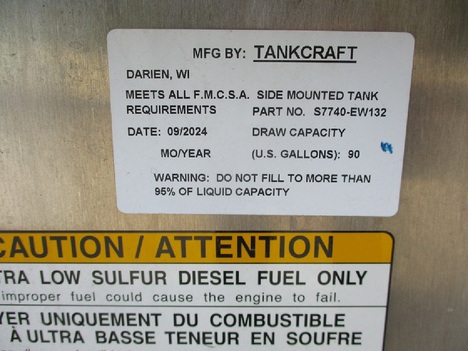 MFG BY: TANKCRAFT
DARIEN, WI
MEETS ALL F.M.C.S.A. SIDE MOUNTED TANK
REQUIREMENTS PART NO. S7740-EW132
DATE: 09/2024 DRAW CAPACITY
MO/YEAR (U.S. GALLONS): 90
WARNING: DO NOT FILL TO MORE THAN
95% OF LIQUID CAPACITY
CAUTION / ATTENTION
TRA LOW SULFUR DIESEL FUEL ONLY
improper fuel could cause the engine to fail.
YER UNIQUEMENT DU COMBUSTIBLE
À ULTRA BASSE TENEUR EN SOUFRE